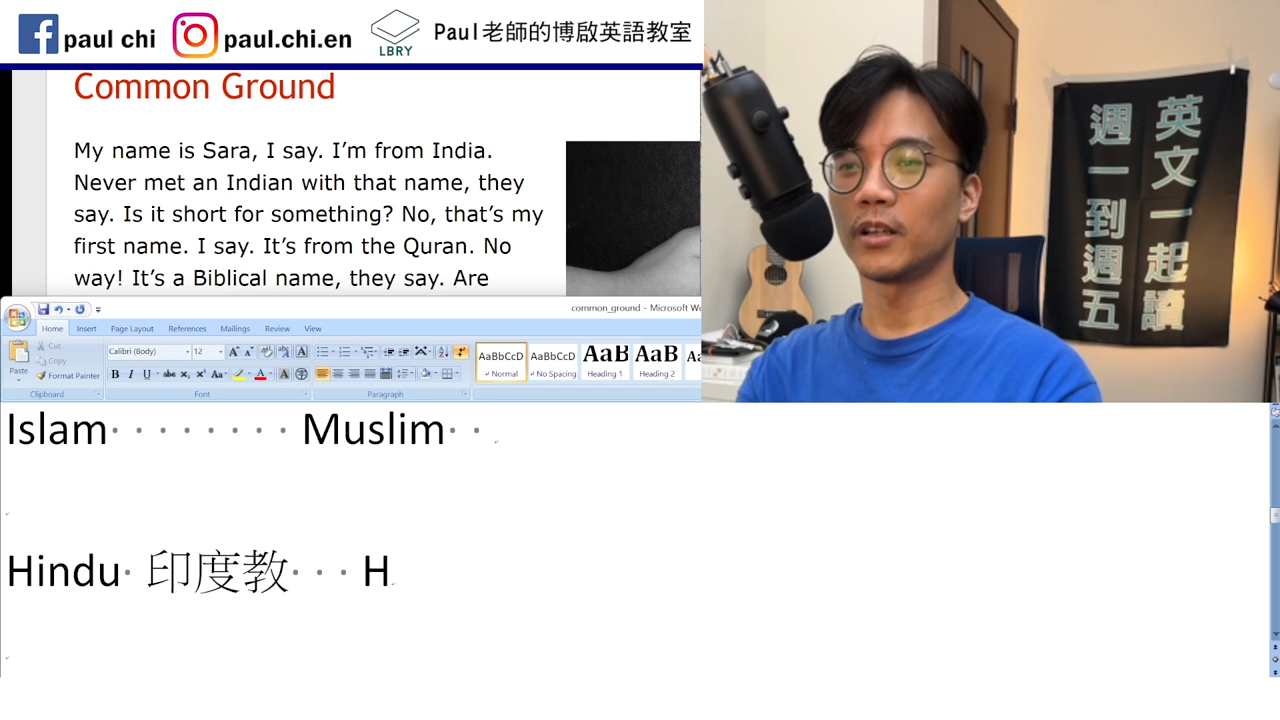 paul chi
paul.chi.en
LBRY
Paul老師的博啟英語教室
Common Ground
My name is Sara, I say. I'm from India.
Never met an Indian with that name, they
say. Is it short for something? No, that's my
first name. I say. It's from the Quran. No
way! It's a Biblical name, they say. Are
英文一起讀
週一到週五
common_ground - Microsoft Wo
Home Insert Page Layout References Mailings Review View
Cut
Copy
Format Painter
Paste
Clipboard
Calibri (Body) 12
Font
Paragraph
AaBbCcD AaBbCcD AaBb AaB Aa
Normal No Spacing Heading 1 Heading 2
Islam Muslim
Hindu 印度教 H